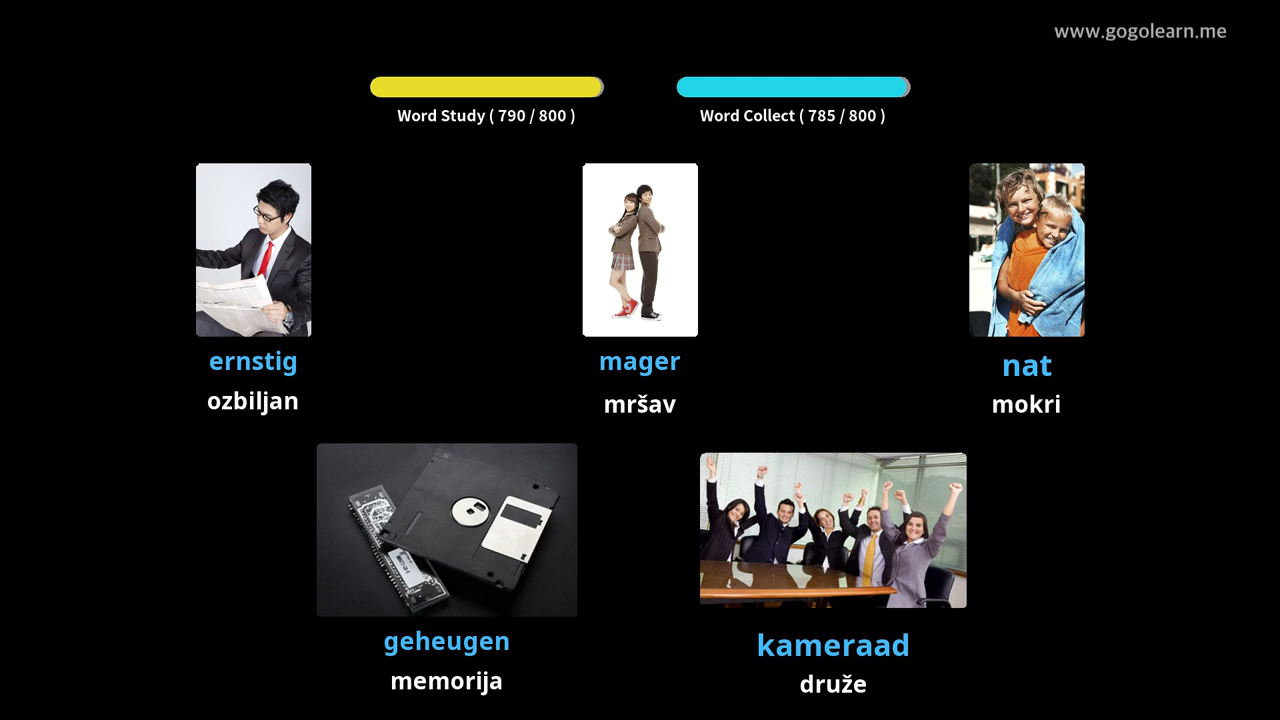 www.gogolearn.me
Word Study ( 790 / 800 )
Word Collect ( 785 / 800 )
ernstig
ozbiljan
mager
mršav
nat
mokri
geheugen
memorija
kameraad
druže